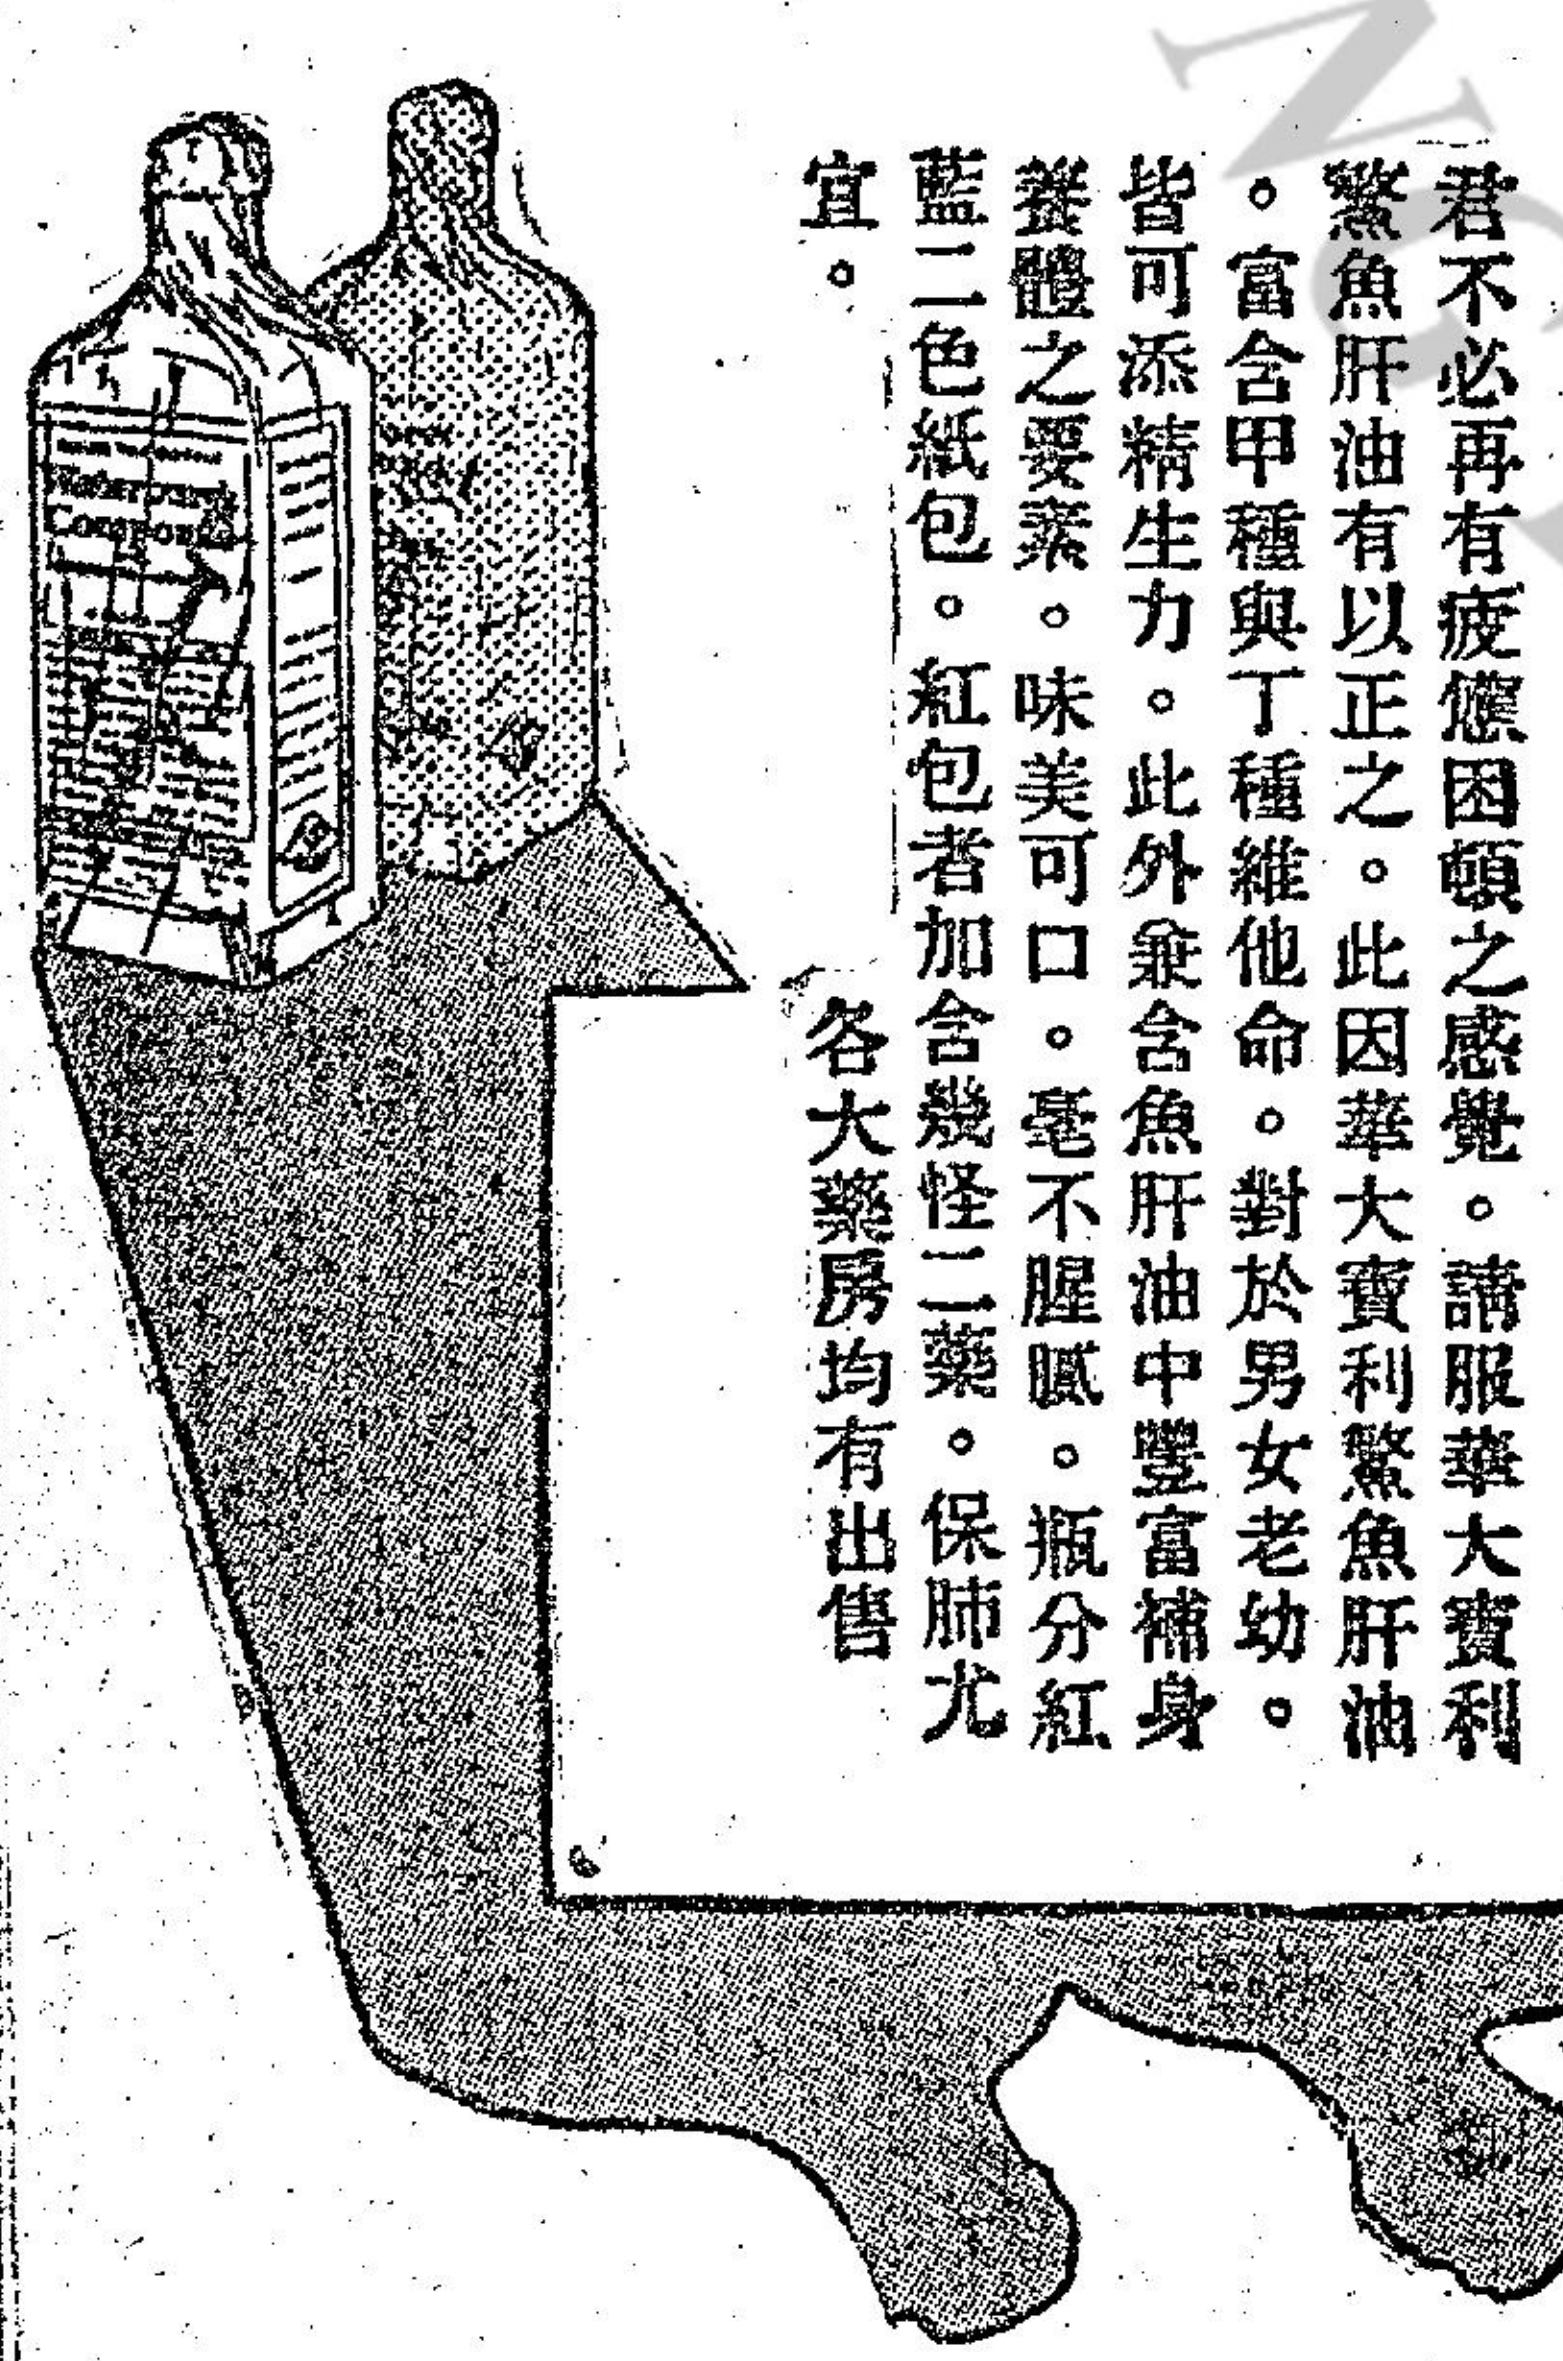 君不必再有疲憊困頓之感覺。請服華大寶利
鰵魚肝油有以正之。此因華大寶利鰵魚肝油
。富含甲種與丁種維他命。對於男女老幼。
皆可添精生力。此外兼含魚肝油中豐富補身
養體之要素。味美可口。毫不腥膩。瓶分紅
藍二色紙包。紅包者加含幾怪二藥。保肺尤
宜。
各大藥房均有出售
Waterbury's
Compound